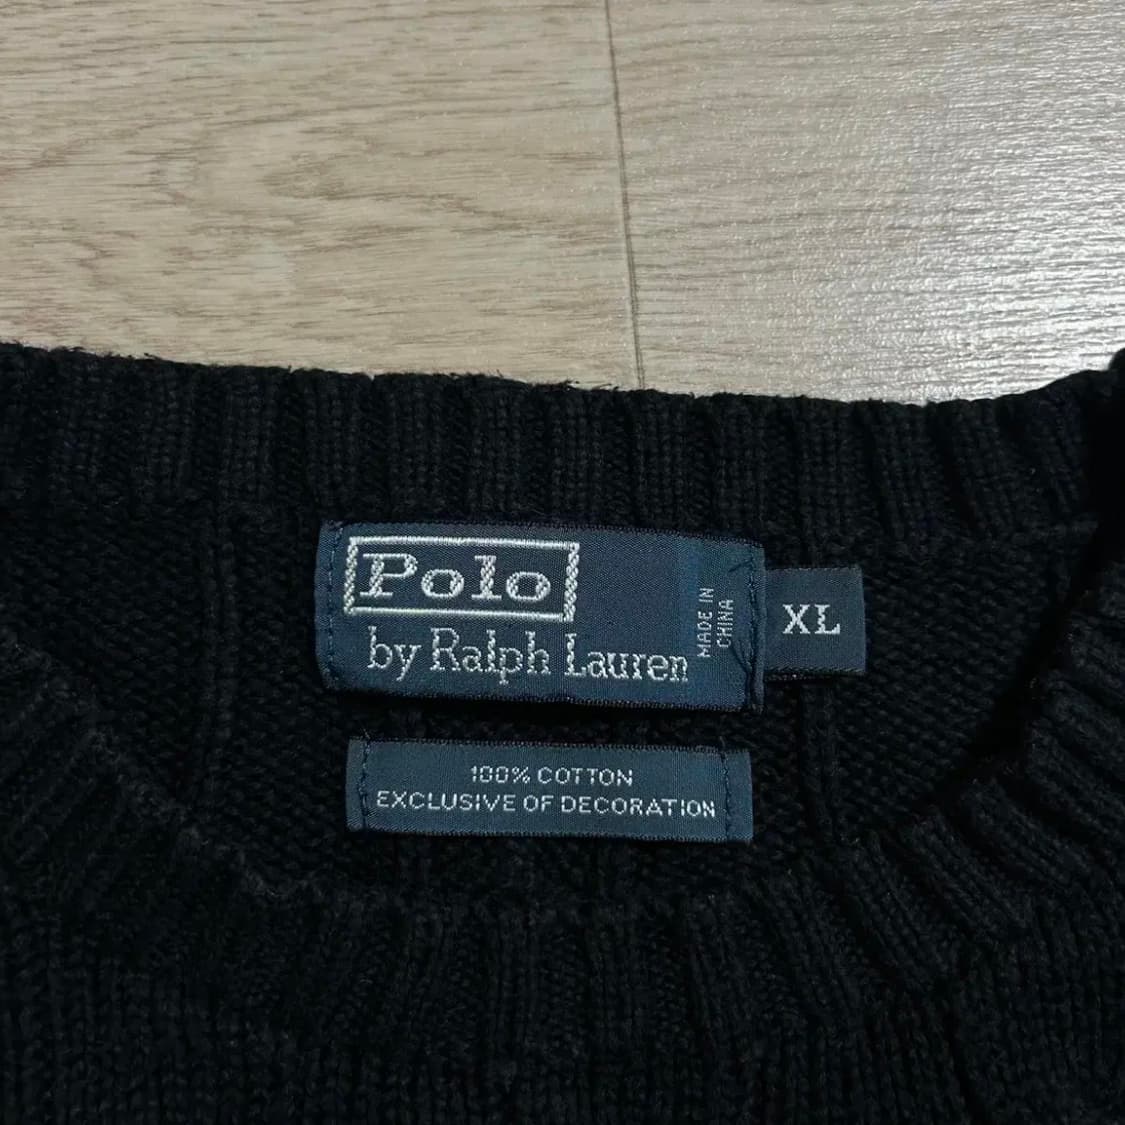 Polo
by Ralph Lauren
MADE IN
CHINA
XL
100% COTTON
EXCLUSIVE OF DECORATION